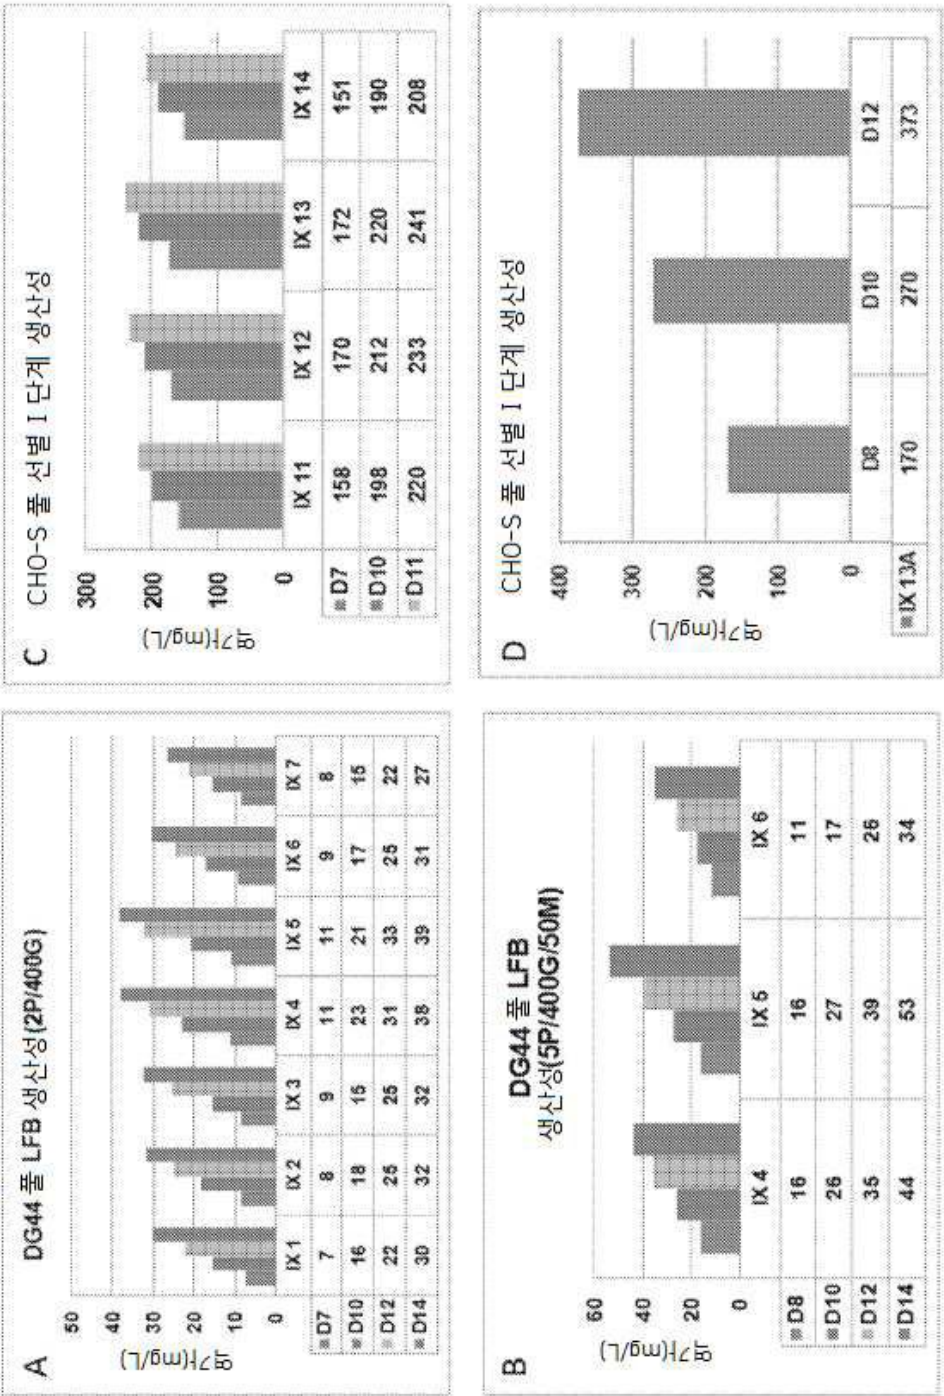 A
DG44 풀 LFB 생산성(2P/400G)
역가(mg/L)
50
40
30
20
10
0
IX 1 IX 2 IX 3 IX 4 IX 5 IX 6 IX 7
D7 7 8 9 11 11 9 8
D10 16 18 15 23 21 17 15
D12 22 25 25 31 33 25 22
D14 30 32 32 38 39 31 27
B
DG44 풀 LFB
생산성(5P/400G/50M)
역가(mg/L)
60
40
20
0
IX 4 IX 5 IX 6
D8 16 16 11
D10 26 27 17
D12 35 39 26
D14 44 53 34
C
CHO-S 풀 선별 I 단계 생산성
역가(mg/L)
300
200
100
0
IX 11 IX 12 IX 13 IX 14
D7 158 170 172 151
D10 198 212 220 190
D11 220 233 241 208
D
CHO-S 풀 선별 I 단계 생산성
역가(mg/L)
400
300
200
100
0
D8 D10 D12
IX 13A 170 270 373